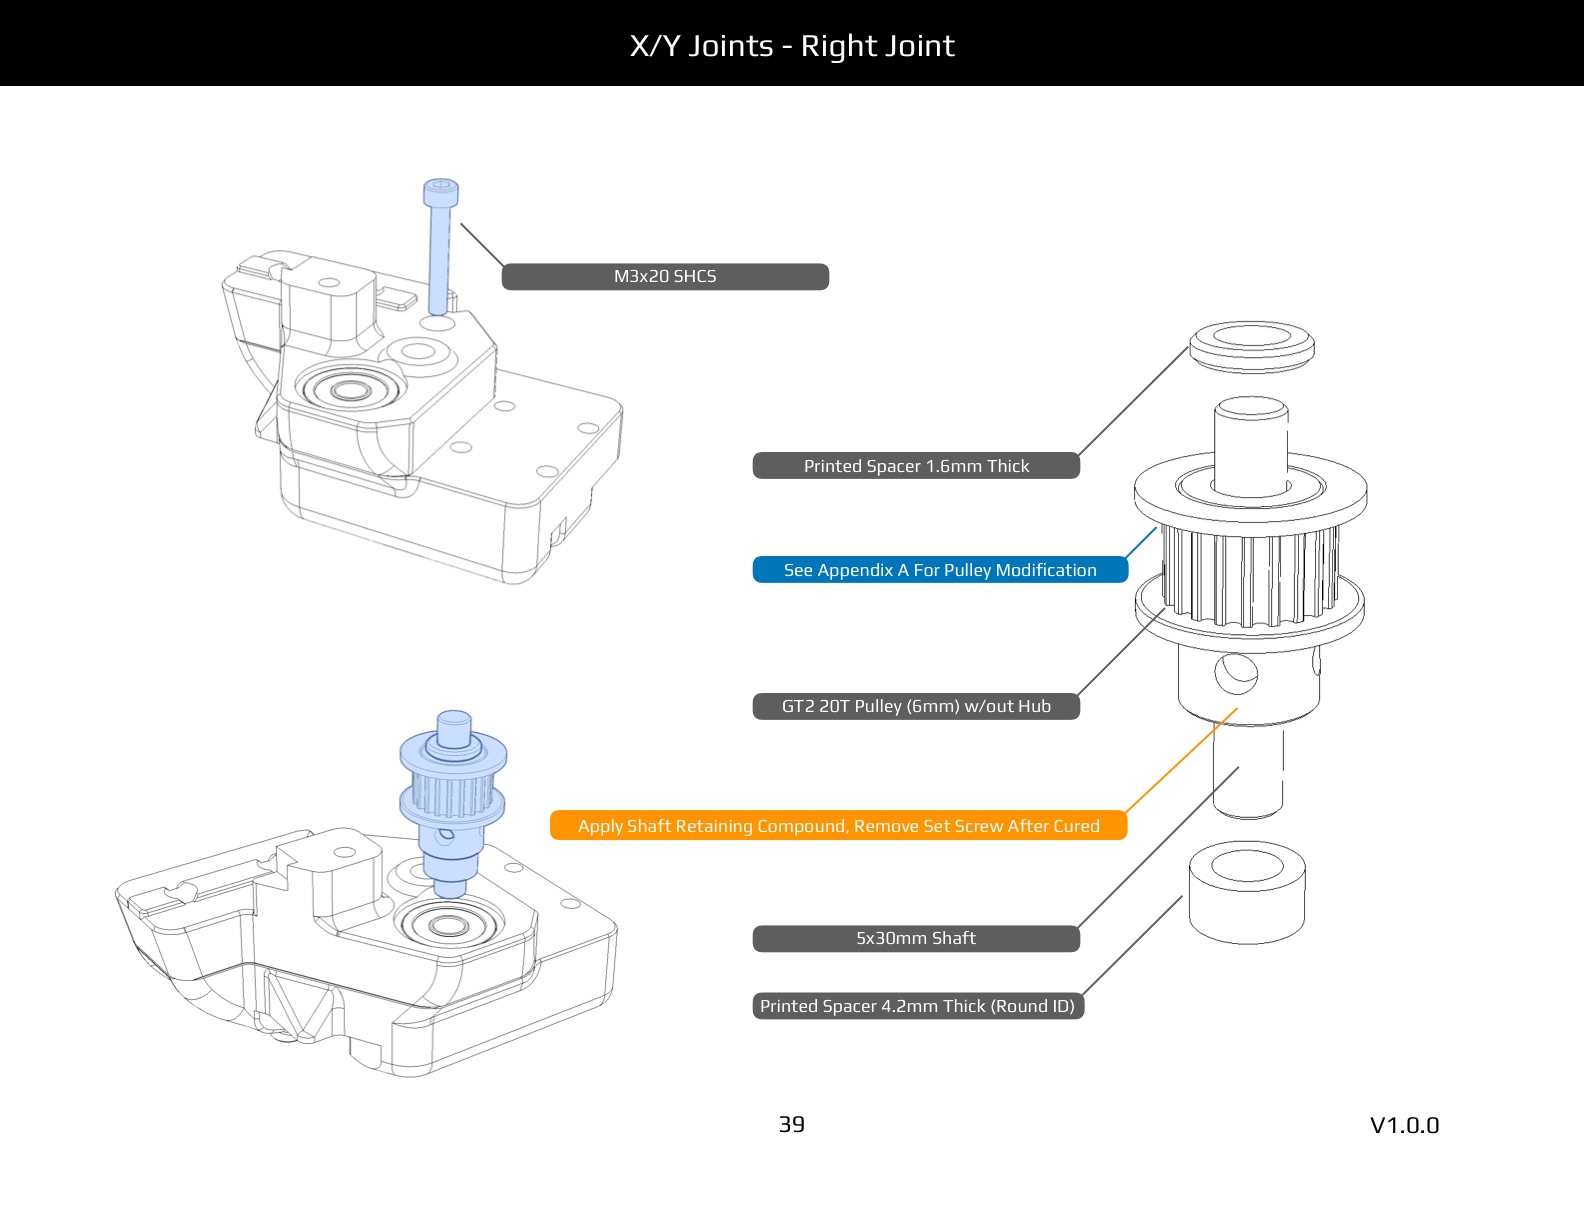 X/Y Joints - Right Joint
M3x20 SHCS
Printed Spacer 1.6mm Thick
See Appendix A For Pulley Modification
GT2 20T Pulley (6mm) w/out Hub
Apply Shaft Retaining Compound, Remove Set Screw After Cured
5x30mm Shaft
Printed Spacer 4.2mm Thick (Round ID)
39
V1.0.0